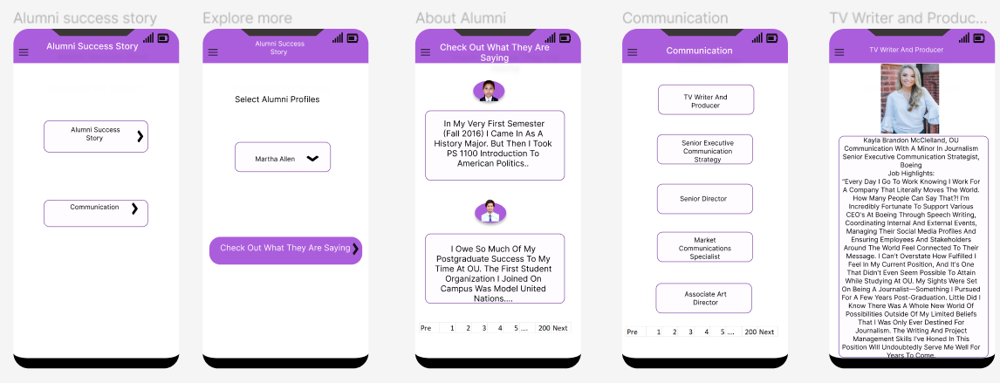 Alumni success story
Alumni Success Story
Alumni Success
Story
Communication
Explore more
Alumni Success
Story
Select Alumni Profiles
Martha Allen
Check Out What They Are Saying
About Alumni
Check Out What They Are
Saying
In My Very First Semester
(Fall 2016) I Came In As A
History Major. But Then I Took
PS 1100 Introduction To
American Politics..
I Owe So Much Of My
Postgraduate Success To My
Time At OU. The First Student
Organization I Joined On
Campus Was Model United
Nations....
Pre 1 2 3 4 5 .... 200 Next
Communication
Communication
TV Writer And
Producer
Senior Executive
Communication
Strategy
Senior Director
Market
Communications
Specialist
Associate Art
Director
Pre 1 2 3 4 5 .... 200 Next
TV Writer and Produc...
TV Writer And Producer
Kayla Brandon McClelland, OU
Communication With A Minor In Journalism
Senior Executive Communication Strategist,
Boeing
Job Highlights:
"Every Day I Go To Work Knowing I Work For
A Company That Literally Moves The World.
How Many People Can Say That?! I'm
Incredibly Fortunate To Support Various
CEO's At Boeing Through Speech Writing,
Coordinating Internal And External Events,
Managing Their Social Media Profiles And
Ensuring Employees And Stakeholders
Around The World Feel Connected To Their
Message. I Can't Overstate How Fulfilled I
Feel In My Current Position, And It's One
That Didn't Even Seem Possible To Attain
While Studying At OU. My Sights Were Set
On Being A Journalist—Something I Pursued
For A Few Years Post-Graduation. Little Did I
Know There Was A Whole New World Of
Possibilities Outside Of My Limited Beliefs
That I Was Only Ever Destined For
Journalism. The Writing And Project
Management Skills I've Honed In This
Position Will Undoubtedly Serve Me Well For
Years To Come.